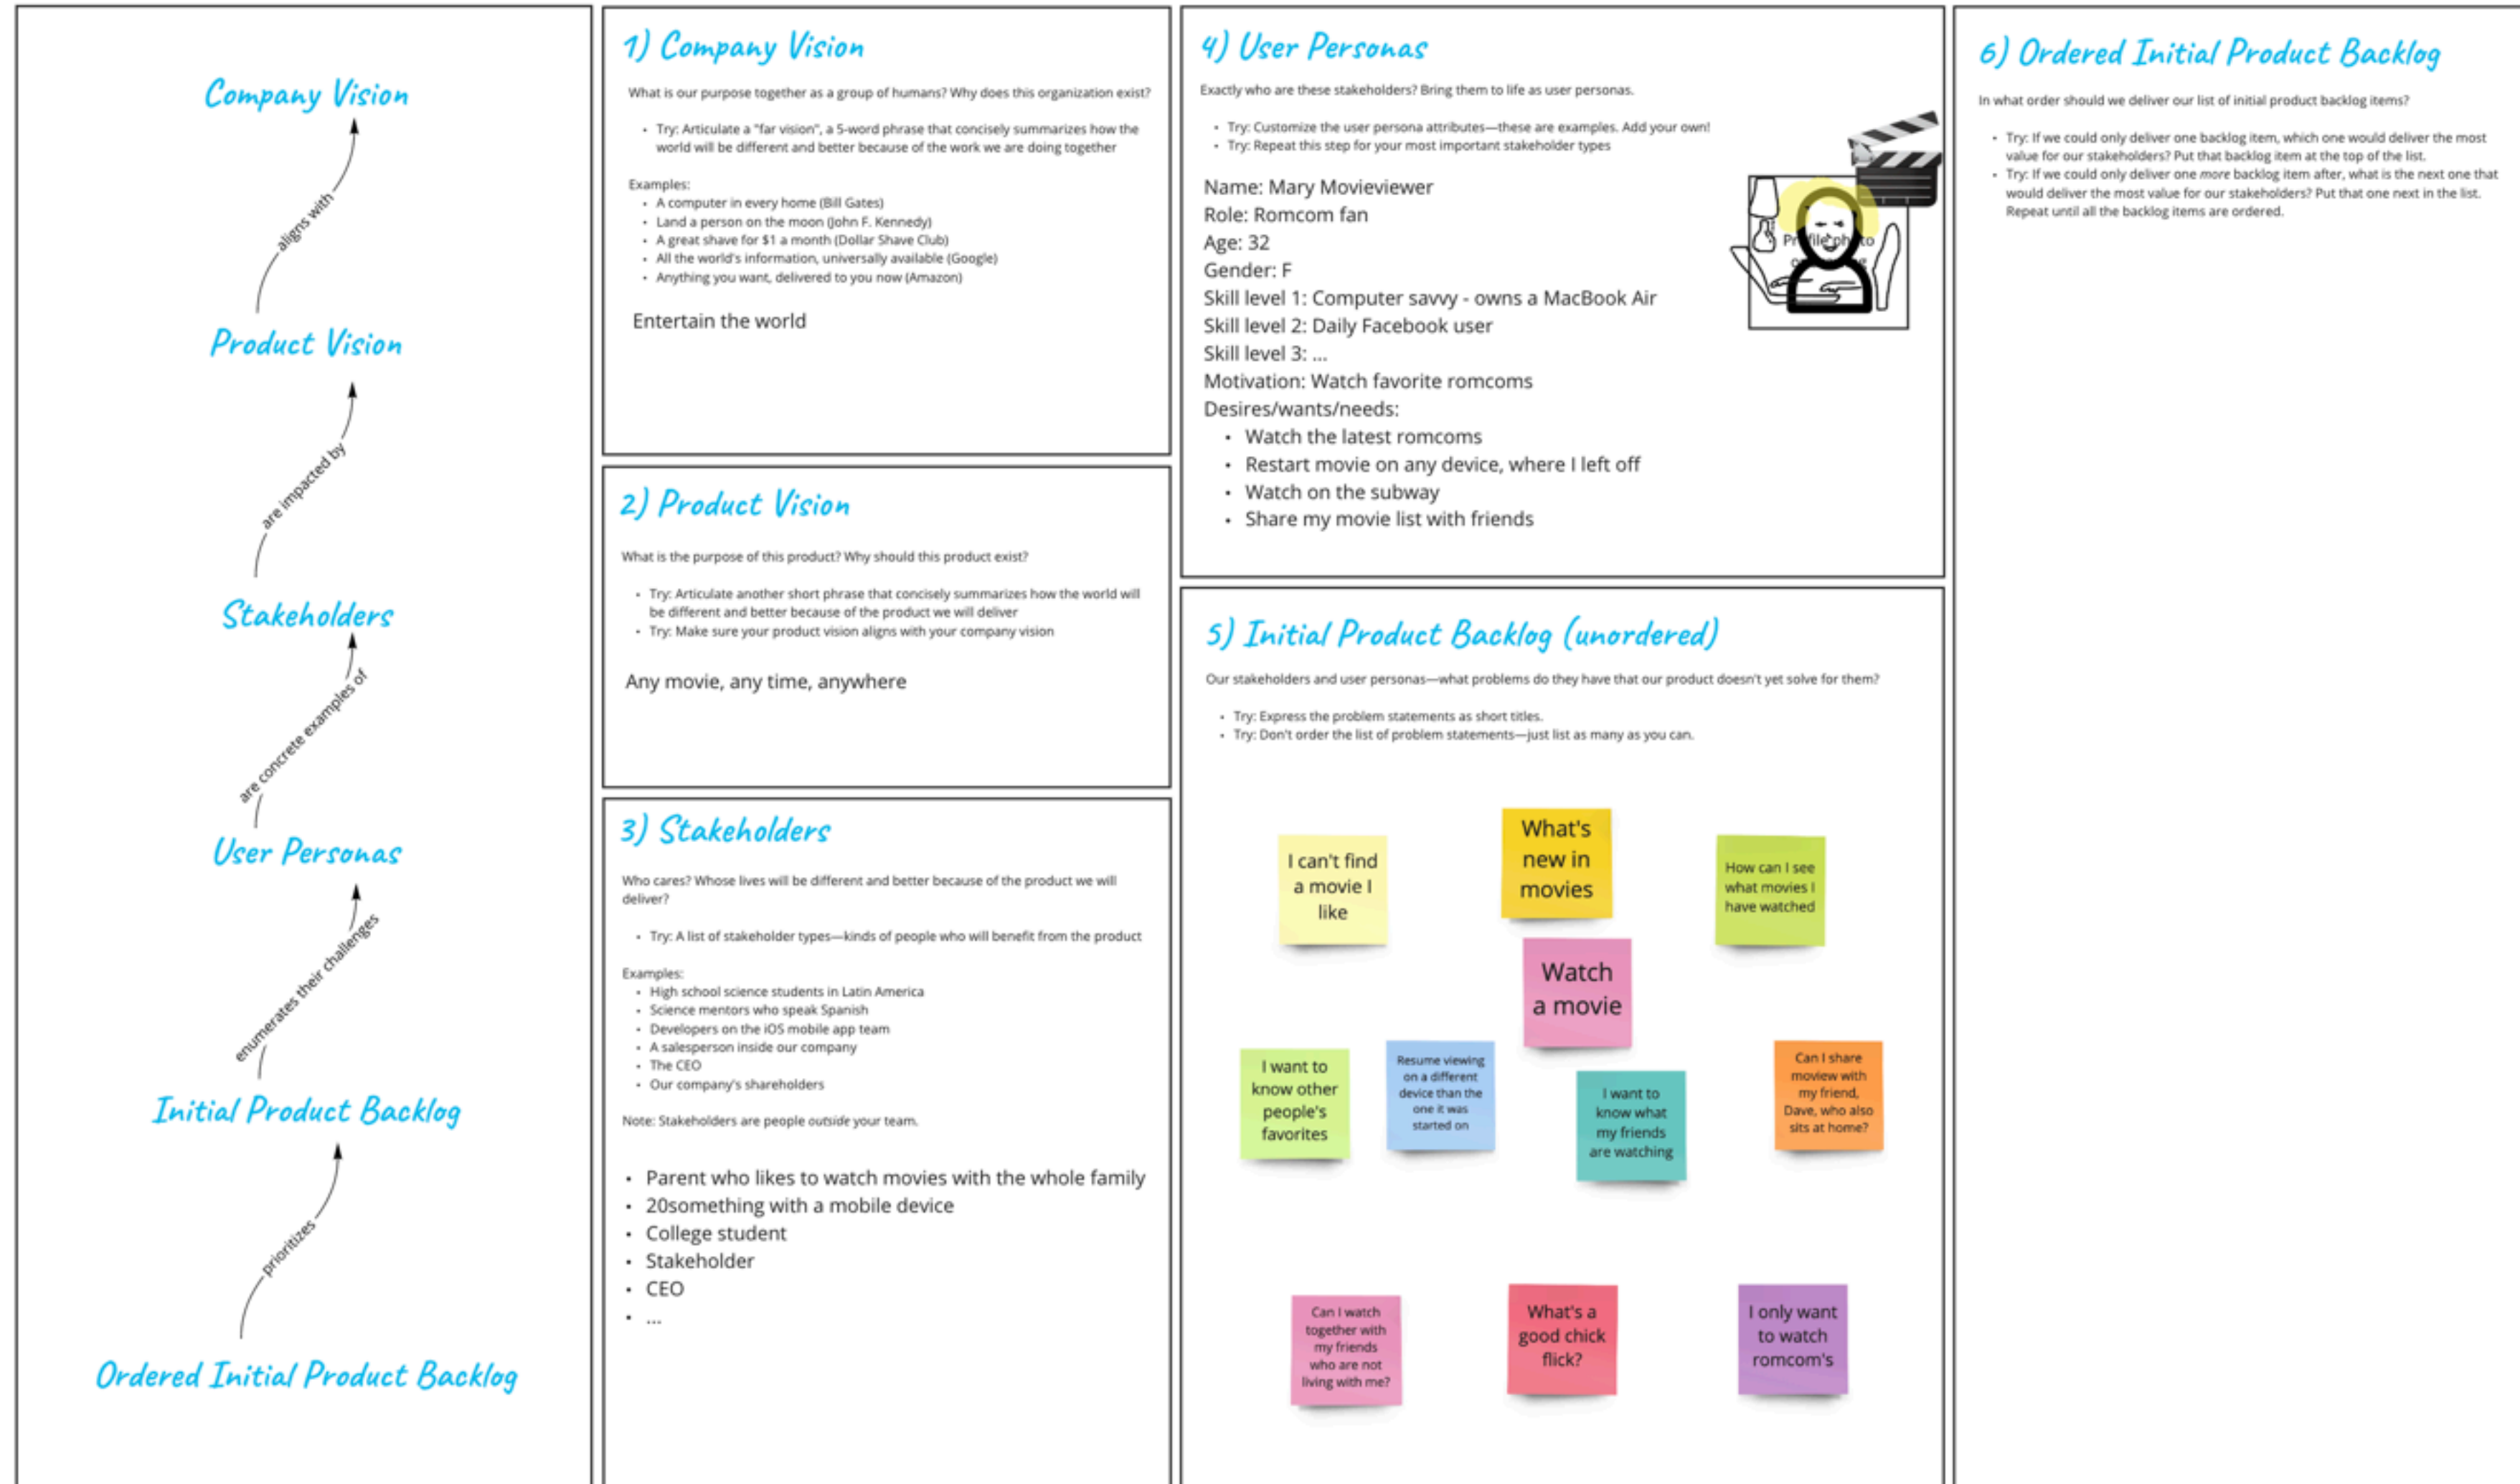 Company Vision
aligns with
Product Vision
are impacted by
Stakeholders
are concrete examples of
User Personas
enumerates their challenges
Initial Product Backlog
prioritizes
Ordered Initial Product Backlog
1) Company Vision
What is our purpose together as a group of humans? Why does this organization exist?
• Try: Articulate a "far vision", a 5-word phrase that concisely summarizes how the
world will be different and better because of the work we are doing together
Examples:
• A computer in every home (Bill Gates)
• Land a person on the moon (John F. Kennedy)
• A great shave for $1 a month (Dollar Shave Club)
• All the world's information, universally available (Google)
• Anything you want, delivered to you now (Amazon)
Entertain the world
2) Product Vision
What is the purpose of this product? Why should this product exist?
• Try: Articulate another short phrase that concisely summarizes how the world will
be different and better because of the product we will deliver
• Try: Make sure your product vision aligns with your company vision
Any movie, any time, anywhere
3) Stakeholders
Who cares? Whose lives will be different and better because of the product we will
deliver?
• Try: A list of stakeholder types—kinds of people who will benefit from the product
Examples:
• High school science students in Latin America
• Science mentors who speak Spanish
• Developers on the iOS mobile app team
• A salesperson inside our company
• The CEO
• Our company's shareholders
Note: Stakeholders are people outside your team.
• Parent who likes to watch movies with the whole family
• 20something with a mobile device
• College student
• Stakeholder
• CEO
• ...
4) User Personas
Exactly who are these stakeholders? Bring them to life as user personas.
• Try: Customize the user persona attributes—these are examples. Add your own!
• Try: Repeat this step for your most important stakeholder types
Name: Mary Movieviewer
Role: Romcom fan
Age: 32
Gender: F
Skill level 1: Computer savvy - owns a MacBook Air
Skill level 2: Daily Facebook user
Skill level 3: ...
Motivation: Watch favorite romcoms
Desires/wants/needs:
• Watch the latest romcoms
• Restart movie on any device, where I left off
• Watch on the subway
• Share my movie list with friends
5) Initial Product Backlog (unordered)
Our stakeholders and user personas—what problems do they have that our product doesn't yet solve for them?
• Try: Express the problem statements as short titles.
• Try: Don't order the list of problem statements—just list as many as you can.
I can't find
a movie I
like
What's
new in
movies
How can I see
what movies I
have watched
Watch
a movie
I want to
know other
people's
favorites
Resume viewing
on a different
device than the
one it was
started on
I want to
know what
my friends
are watching
Can I share
moview with
my friend,
Dave, who also
sits at home?
Can I watch
together with
my friends
who are not
living with me?
What's a
good chick
flick?
I only want
to watch
romcom's
6) Ordered Initial Product Backlog
In what order should we deliver our list of initial product backlog items?
• Try: If we could only deliver one backlog item, which one would deliver the most
value for our stakeholders? Put that backlog item at the top of the list.
• Try: If we could only deliver one more backlog item after, what is the next one that
would deliver the most value for our stakeholders? Put that one next in the list.
Repeat until all the backlog items are ordered.